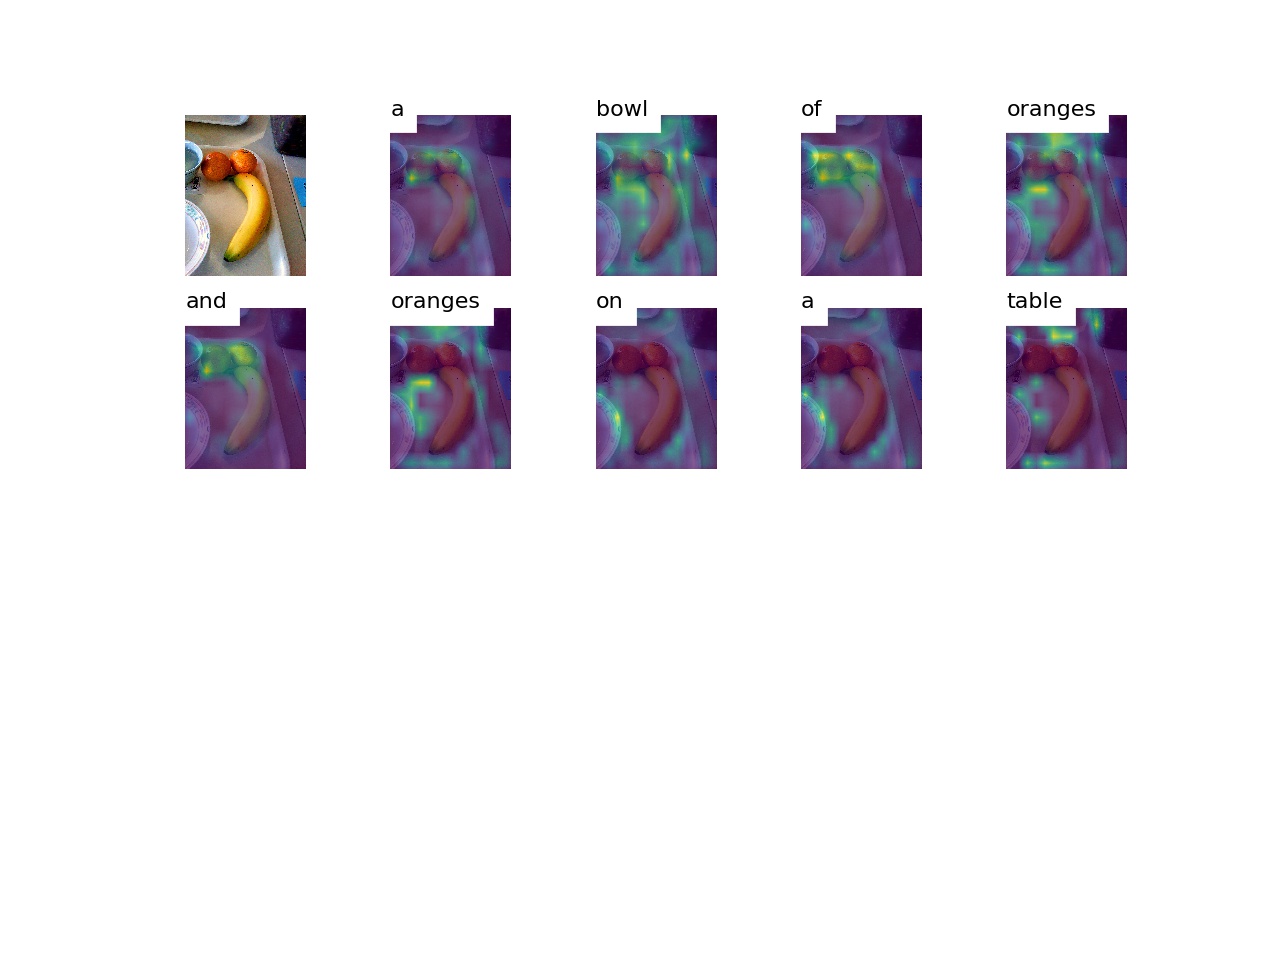 a
bowl
of
oranges
and
oranges
on
a
table